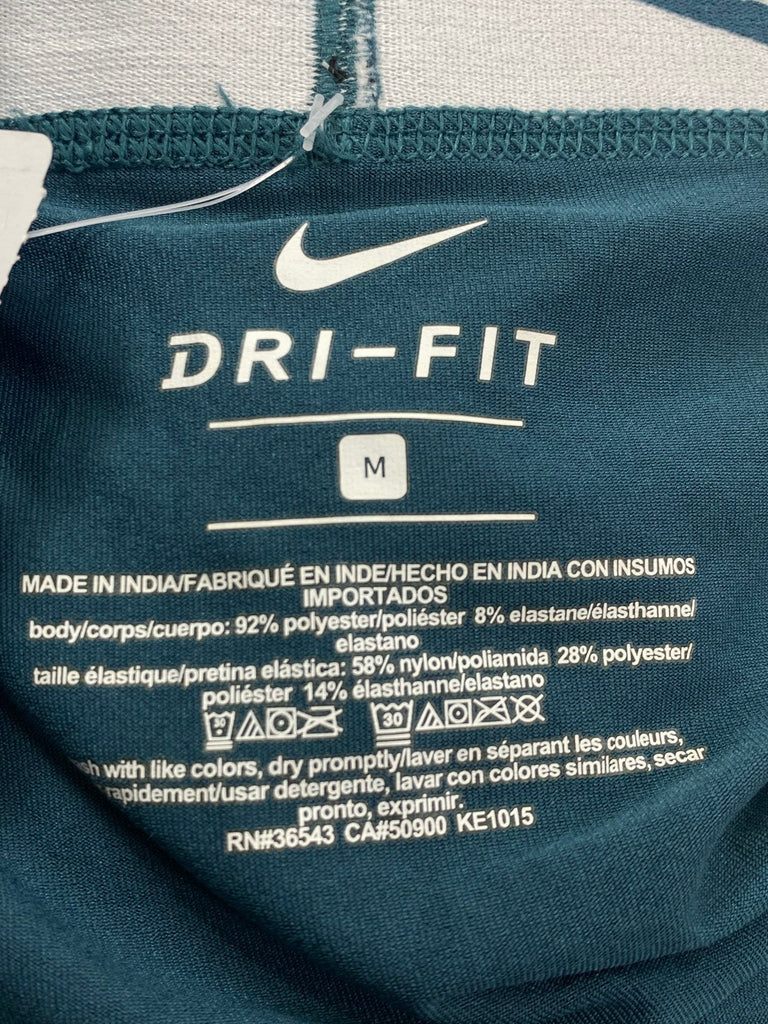 DRI-FIT
M
MADE IN INDIA/FABRIQUÉ EN INDE/HECHO EN INDIA CON INSUMOS
IMPORTADOS
body/corps/cuerpo: 92% polyester/poliéster 8% elastane/élasthanne/
elastano
taille élastique/pretina elástica: 58% nylon/poliamida 28% polyester/
poliéster 14% élasthanne/elastano
30 30
with like colors, dry promptly/laver en séparant les couleurs,
rapidement/usar detergente, lavar con colores similares, secar
pronto, exprimir.
RN#36543 CA#50900 KE1015